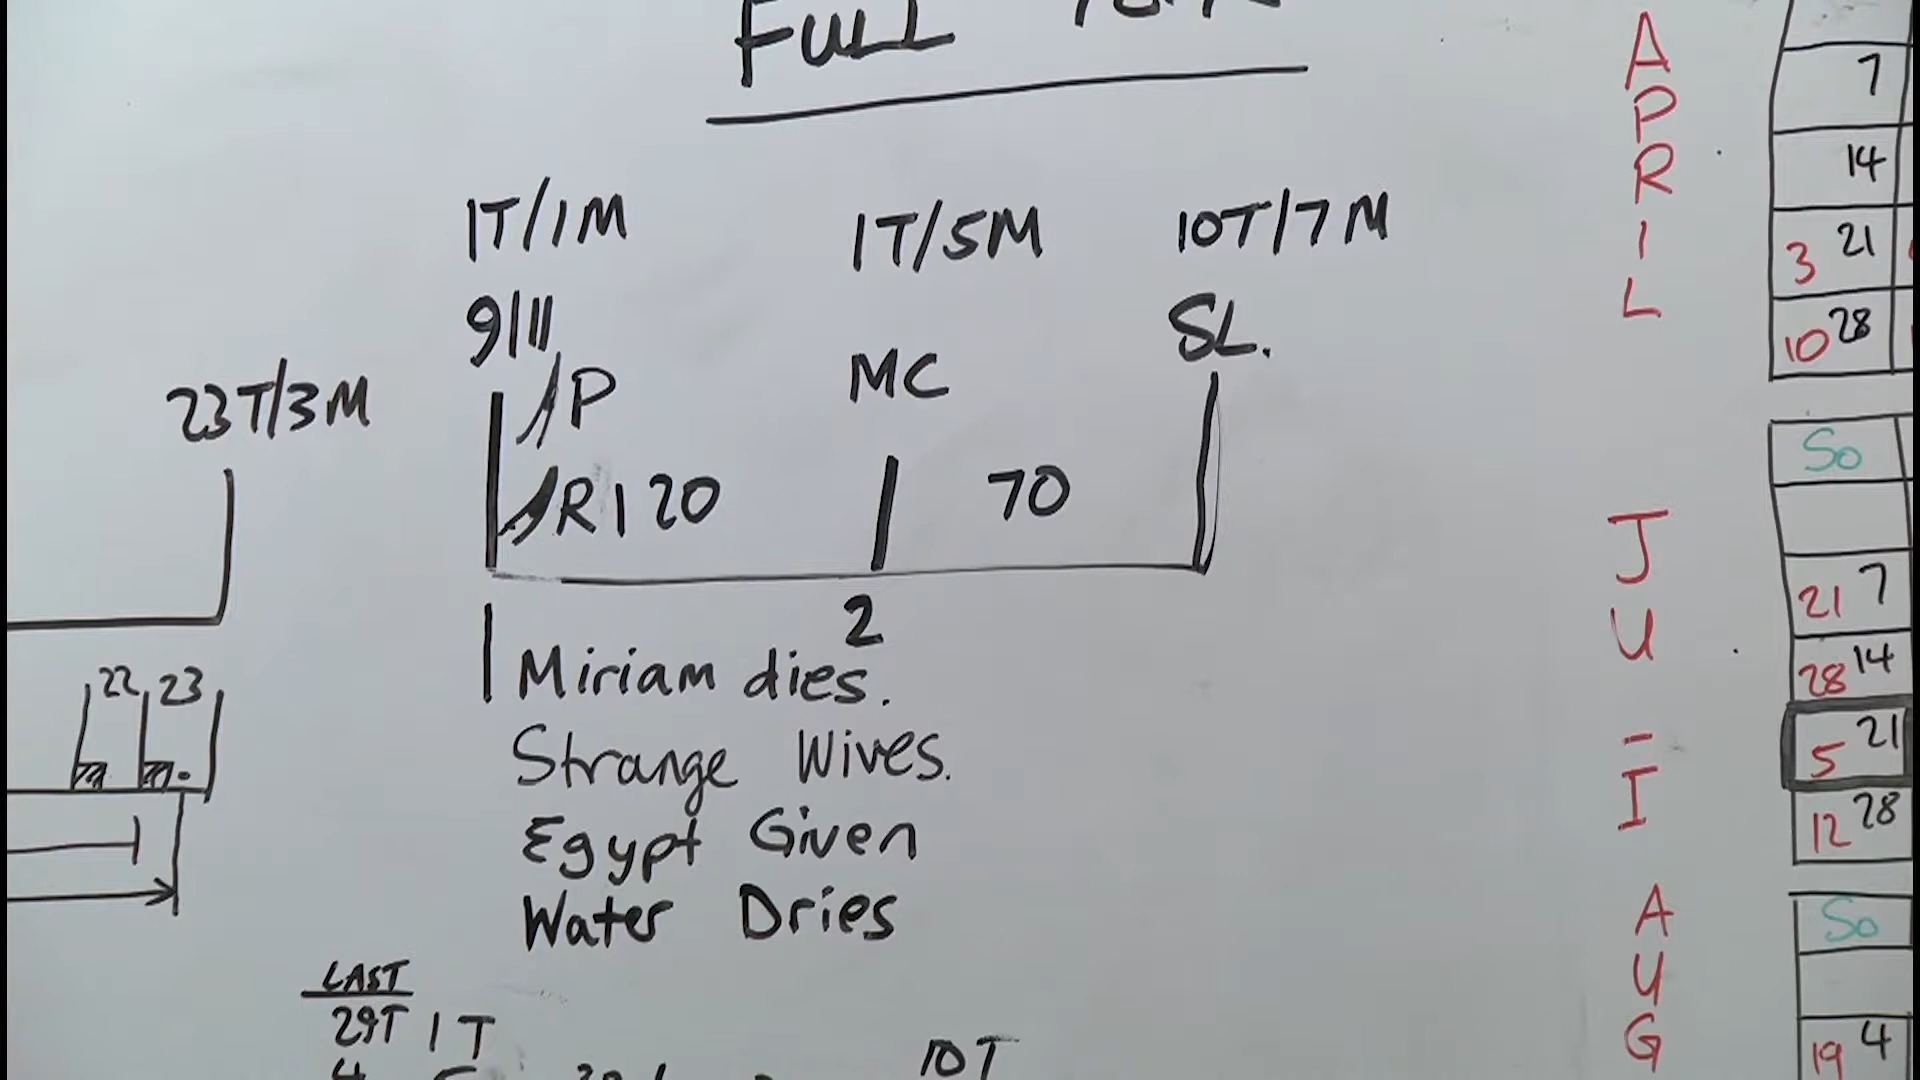 FULL
1T/1M 1T/5M 10T/7M
9/11 MC SL.
P
R 120 70
2
1 Miriam dies.
Strange Wives.
Egypt Given
Water Dries
23T/3M
22 23
LAST
29T 1T
10T
APRIL
7
14
3 21
10 28
JULI
So
21 7
28 14
5 21
12 28
AUG
So
19 4